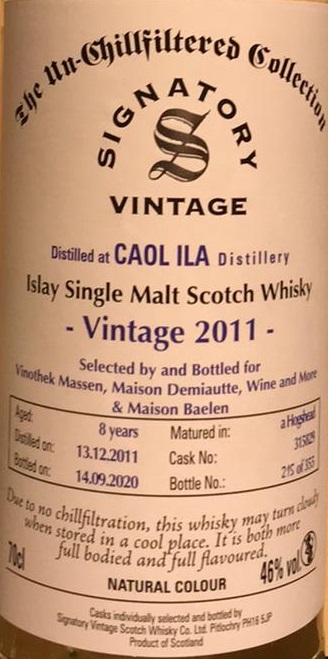 The Un-Chillfiltered Collection
SIGNATORY
S
VINTAGE
Distilled at CAOL ILA Distillery
Islay Single Malt Scotch Whisky
- Vintage 2011 -
Selected by and Bottled for
Vinothek Massen, Maison Demiautte, Wine and More
& Maison Baelen
Aged: 8 years Matured in: a Hogshead
Distilled on: 13.12.2011 Cask No: 315829
Bottled on: 14.09.2020 Bottle No.: 215 of 355
Due to no chillfiltration, this whisky may turn cloudy
when stored in a cool place. It is both more
full bodied and full flavoured.
70cl 46% vol.
NATURAL COLOUR
Casks individually selected and bottled by
Signatory Vintage Scotch Whisky Co. Ltd. Pitlochry PH16 5JP
Product of Scotland